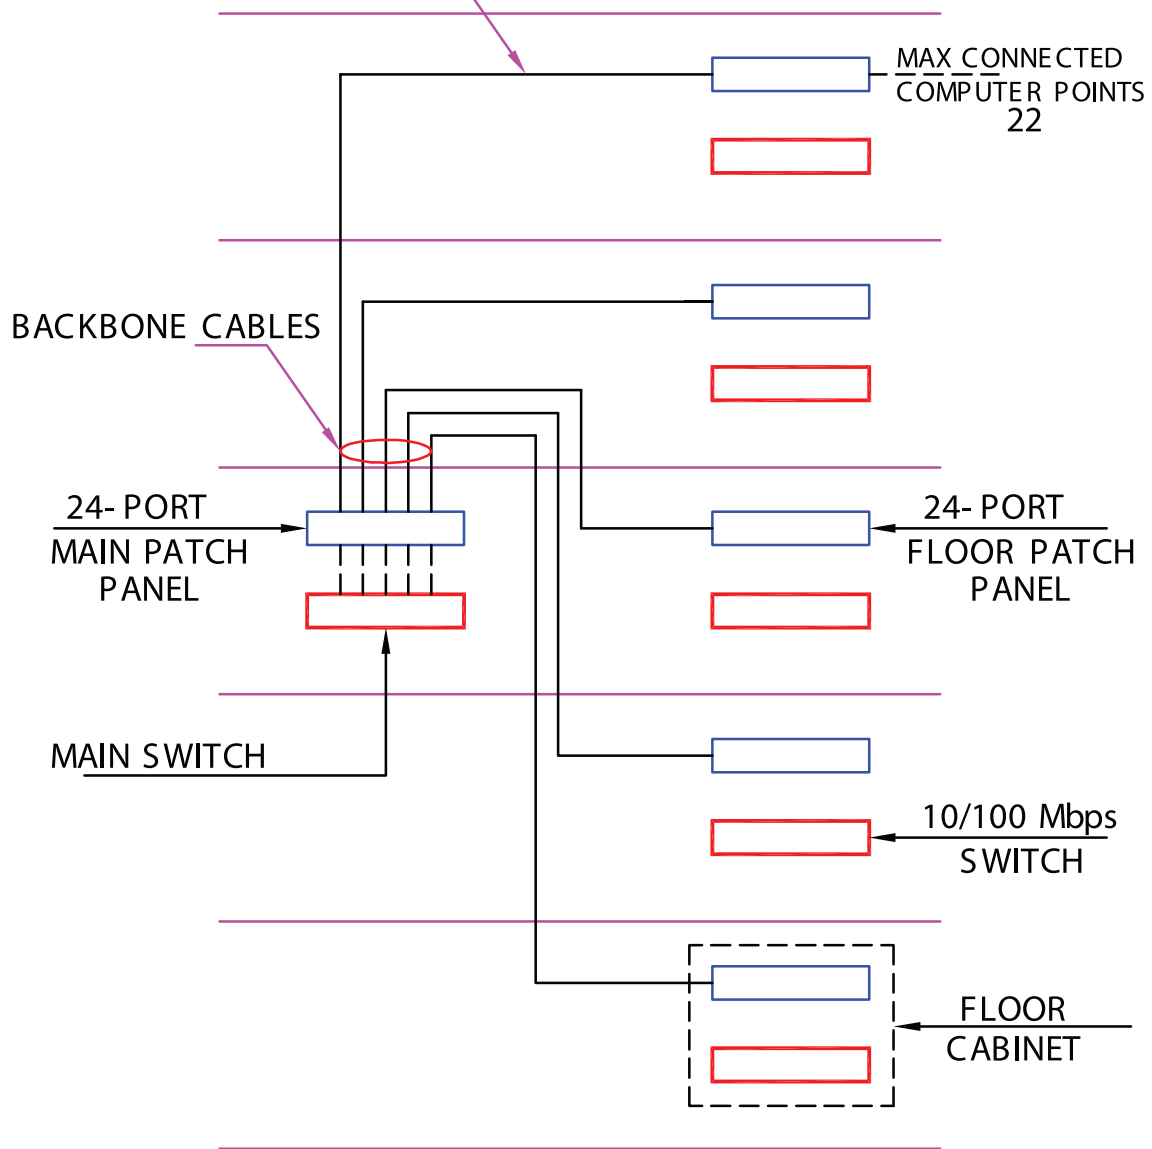 MAX CONNECTED
COMPUTER POINTS
22
BACKBONE CABLES
24- PORT
MAIN PATCH
PANEL
24- PORT
FLOOR PATCH
PANEL
MAIN SWITCH
10/100 Mbps
SWITCH
FLOOR
CABINET